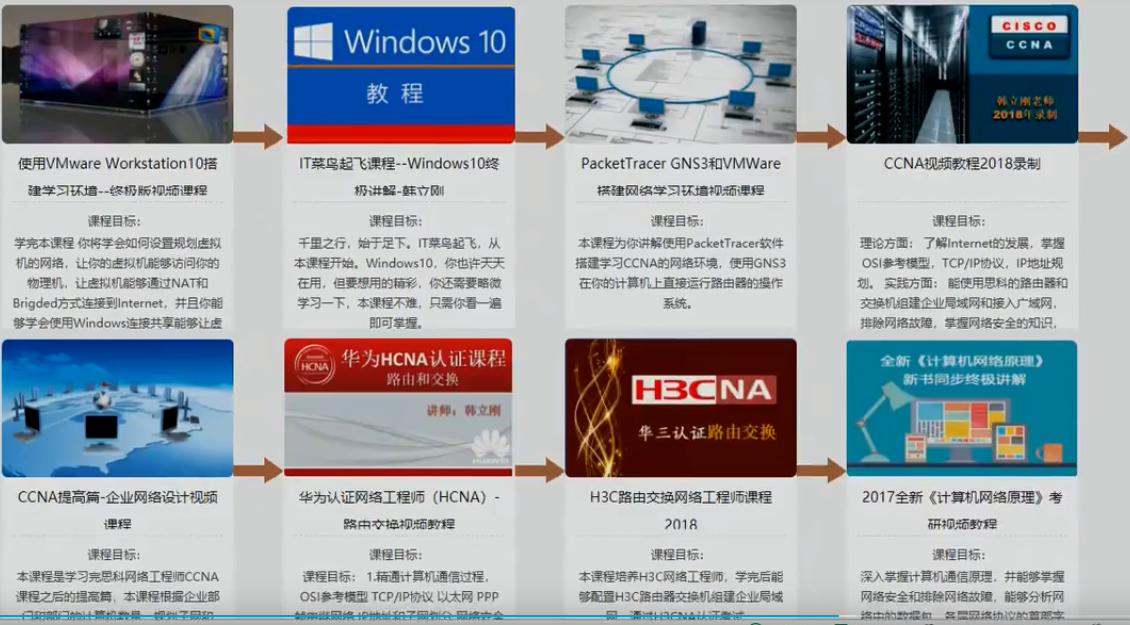 Windows 10
教 程
CISCO
CCNA
韩立刚老师
2018年录制
使用VMware Workstation10搭
建学习环境--终极版视频课程
课程目标:
学完本课程 你将学会如何设置规划虚拟
机的网络，让你的虚拟机能够访问你的
物理机，让虚拟机能够通过NAT和
Brigded方式连接到Internet，并且你能
够学会使用Windows连接共享能够让虚
IT菜鸟起飞课程--Windows10终
极讲解-韩立刚
课程目标:
千里之行，始于足下。IT菜鸟起飞，从
本课程开始。Windows10，你也许天天
在用，但要想用的精彩，你还需要略微
学习一下，本课程不难，只需你看一遍
即可掌握。
PacketTracer GNS3和VMWare
搭建网络学习环境视频课程
课程目标:
本课程为你讲解使用PacketTracer软件
搭建学习CCNA的网络环境，使用GNS3
在你的计算机上直接运行路由器的操作
系统。
CCNA视频教程2018录制
课程目标:
理论方面： 了解Internet的发展，掌握
OSI参考模型，TCP/IP协议，IP地址规
划。 实践方面： 能使用思科的路由器和
交换机组建企业局域网和接入广域网，
排除网络故障，掌握网络安全的知识，
HCNA
华为HCNA认证课程
路由和交换
讲师：韩立刚
HUAWEI
H3CNA
华三认证路由交换
全新《计算机网络原理》
新书同步终极讲解
CCNA提高篇-企业网络设计视频
课程
课程目标:
本课程是学习完思科网络工程师CCNA
课程之后的提高篇，本课程根据企业部
华为认证网络工程师（HCNA）-
路由交换视频教程
课程目标:
课程目标： 1.精通计算机通信过程，
OSI参考模型 TCP/IP协议 以太网 PPP
H3C路由交换网络工程师课程
2018
课程目标:
本课程培养H3C网络工程师，学完后能
够配置H3C路由器交换机组建企业局域
网，通过H3CNA认证考试
2017全新《计算机网络原理》考
研视频教程
课程目标:
深入掌握计算机通信原理，并能够掌握
网络安全和排除网络故障，能够分析网
络中的数据包，各层网络协议的首部字